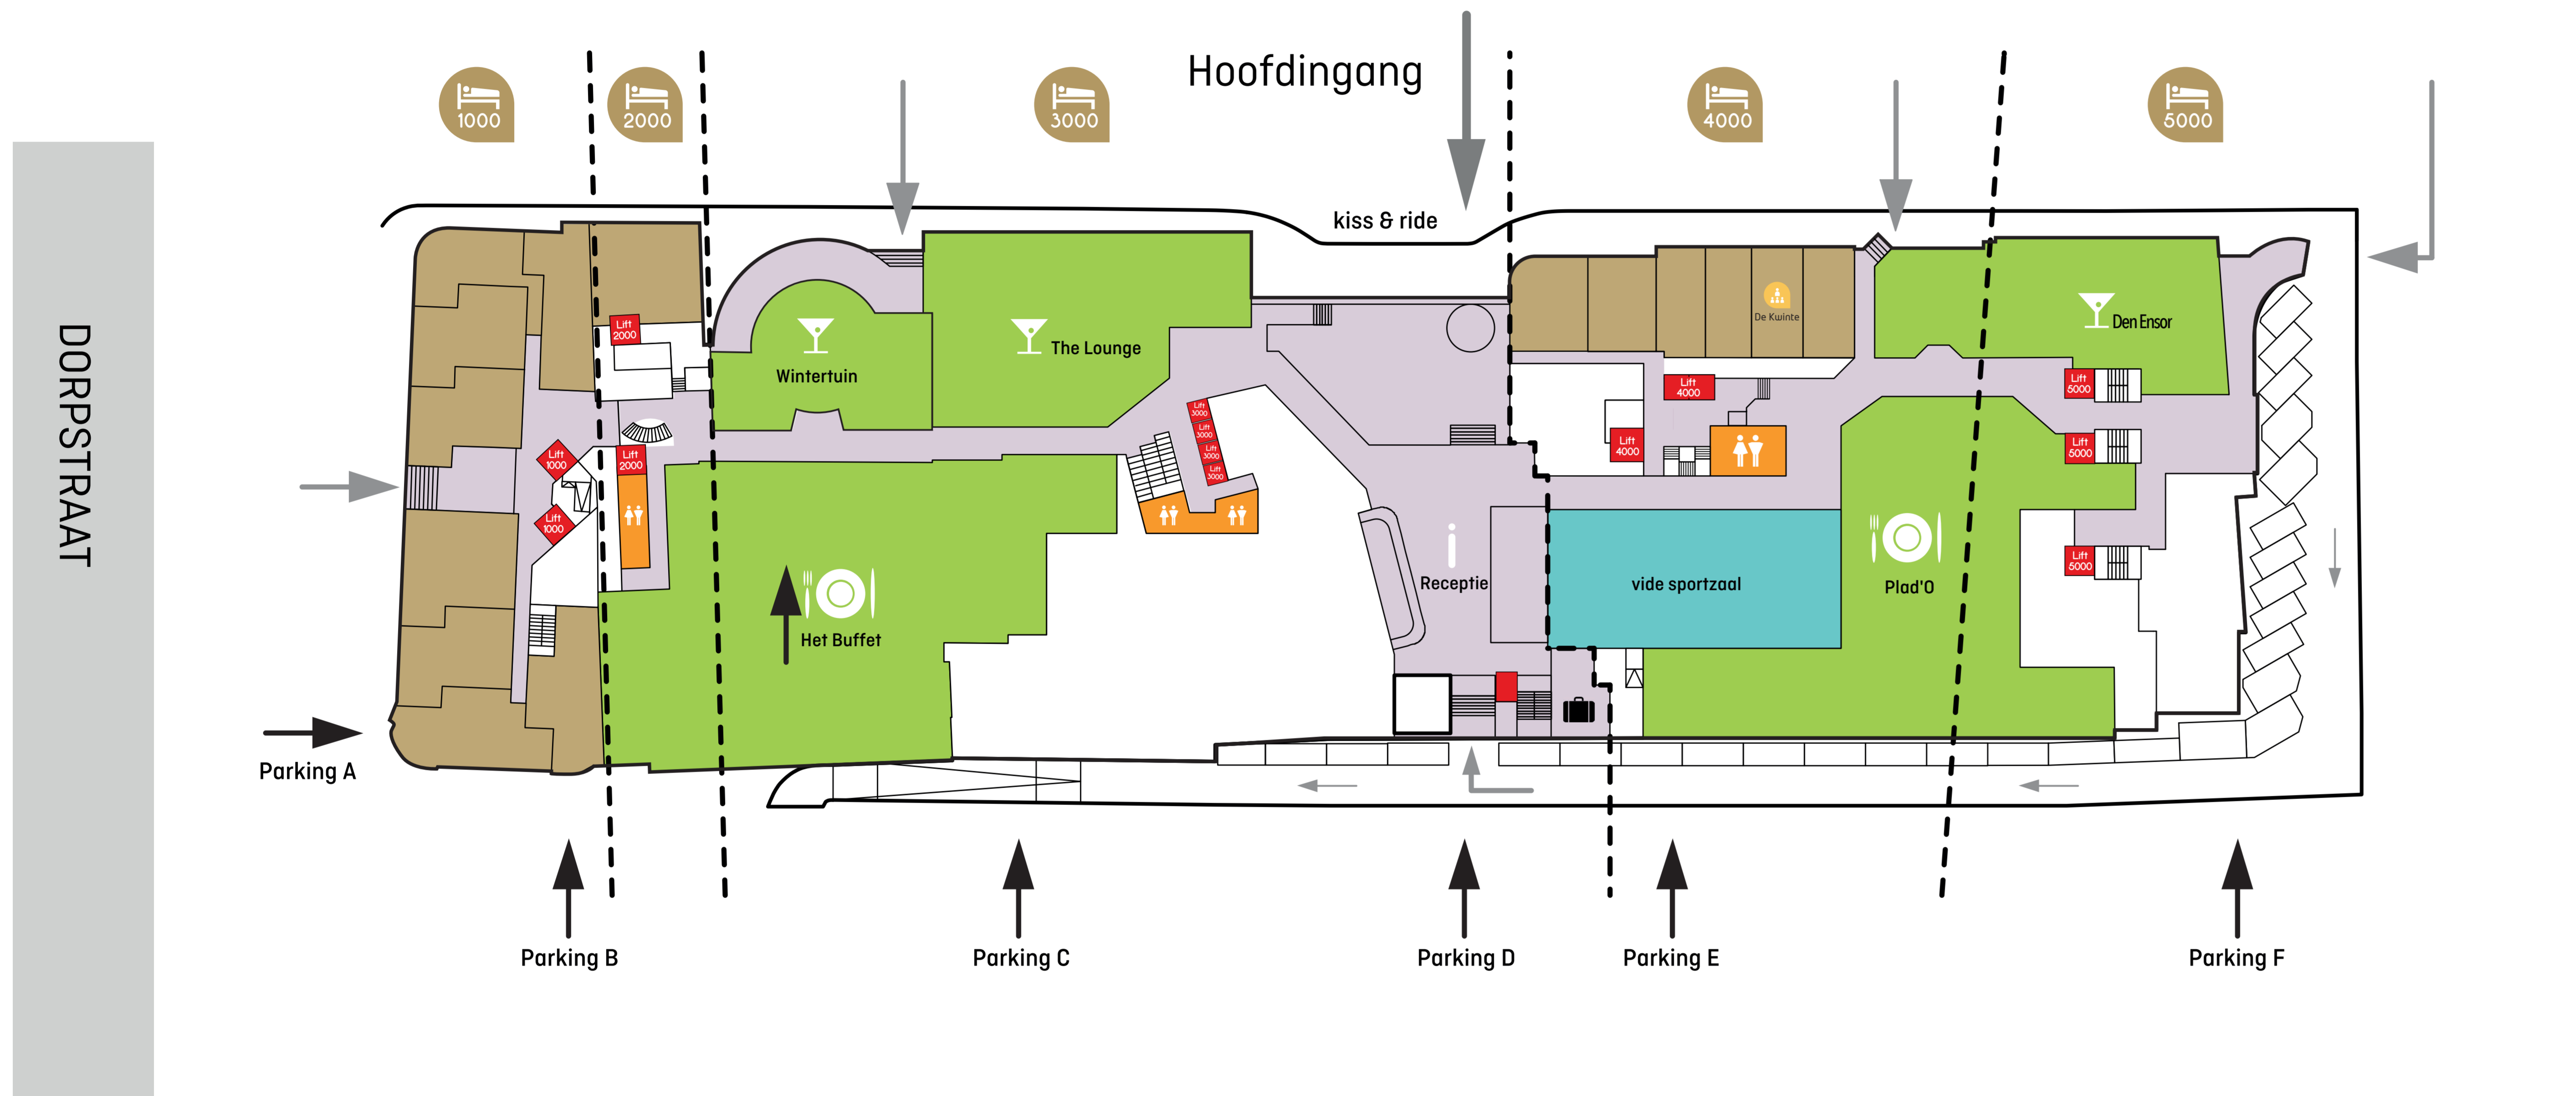 Hoofdingang
1000
2000
3000
4000
5000
kiss & ride
DORPSTRAAT
Lift
2000
Wintertuin
The Lounge
De Kwinte
Den Ensor
Lift
4000
Lift
5000
Lift
3000
Lift
3000
Lift
3000
Lift
3000
Lift
1000
Lift
2000
Lift
4000
Lift
5000
Lift
1000
Lift
5000
Receptie
vide sportzaal
Plad'O
Het Buffet
Parking A
Parking B
Parking C
Parking D
Parking E
Parking F